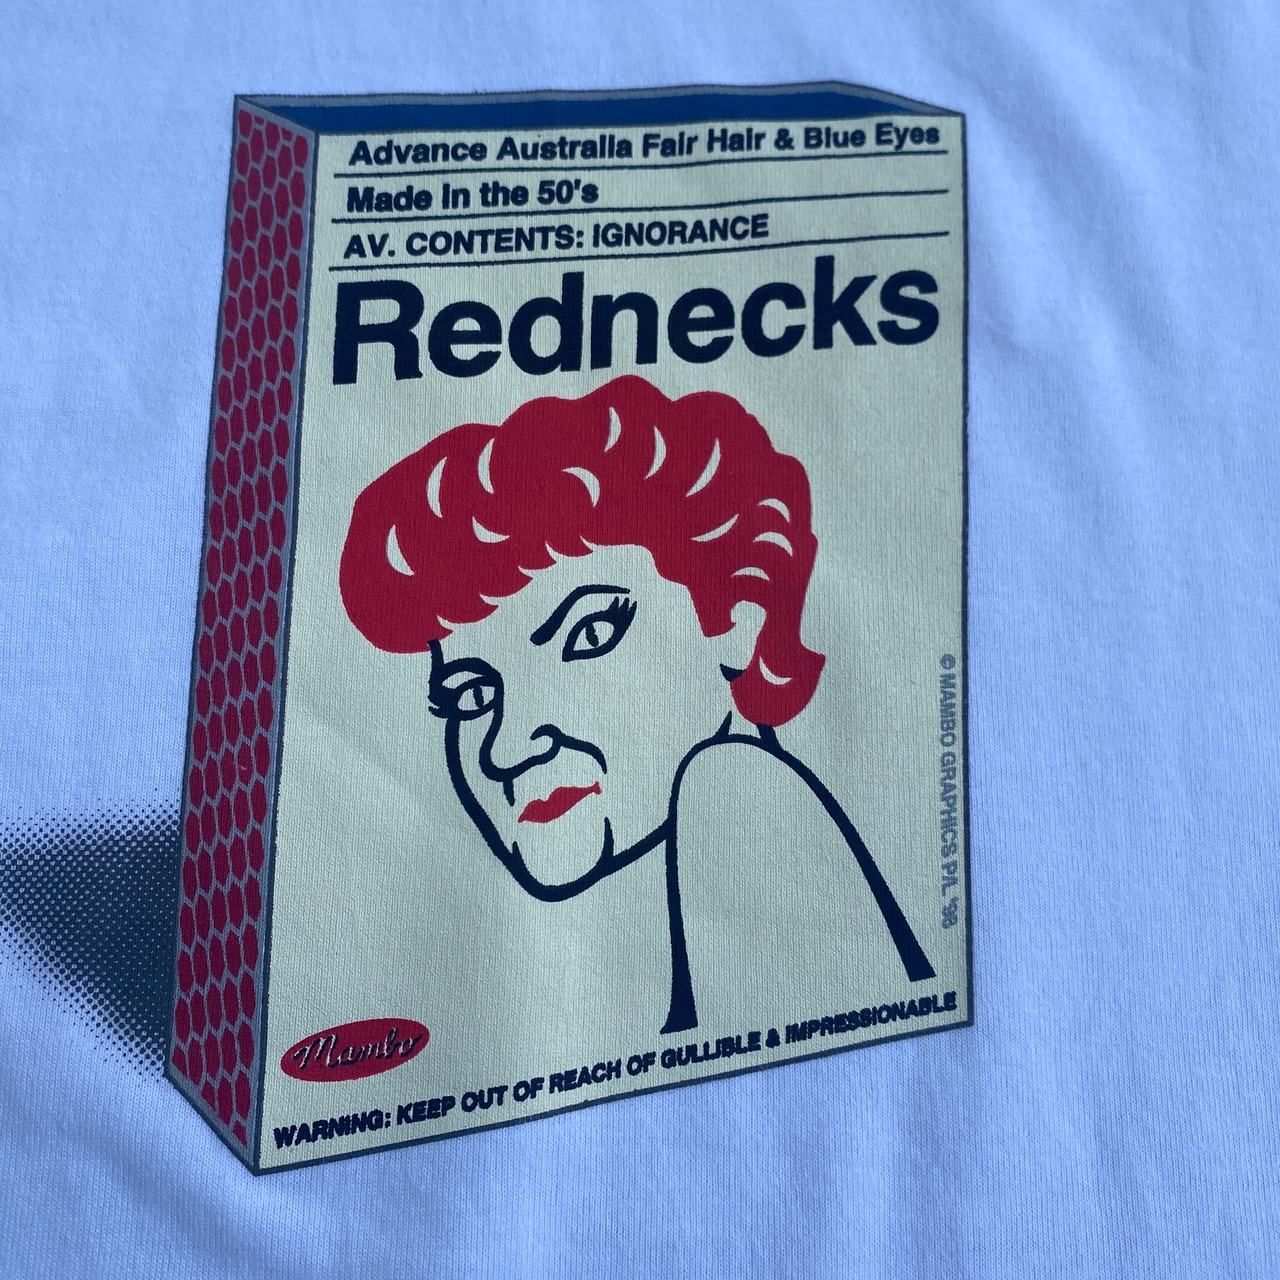 Advance Australia Fair Hair & Blue Eyes
Made In the 50's
AV. CONTENTS: IGNORANCE
Rednecks
© MAMBO GRAPHICS P/L '98
Mambo
WARNING: KEEP OUT OF REACH OF GULLIBLE & IMPRESSIONABLE